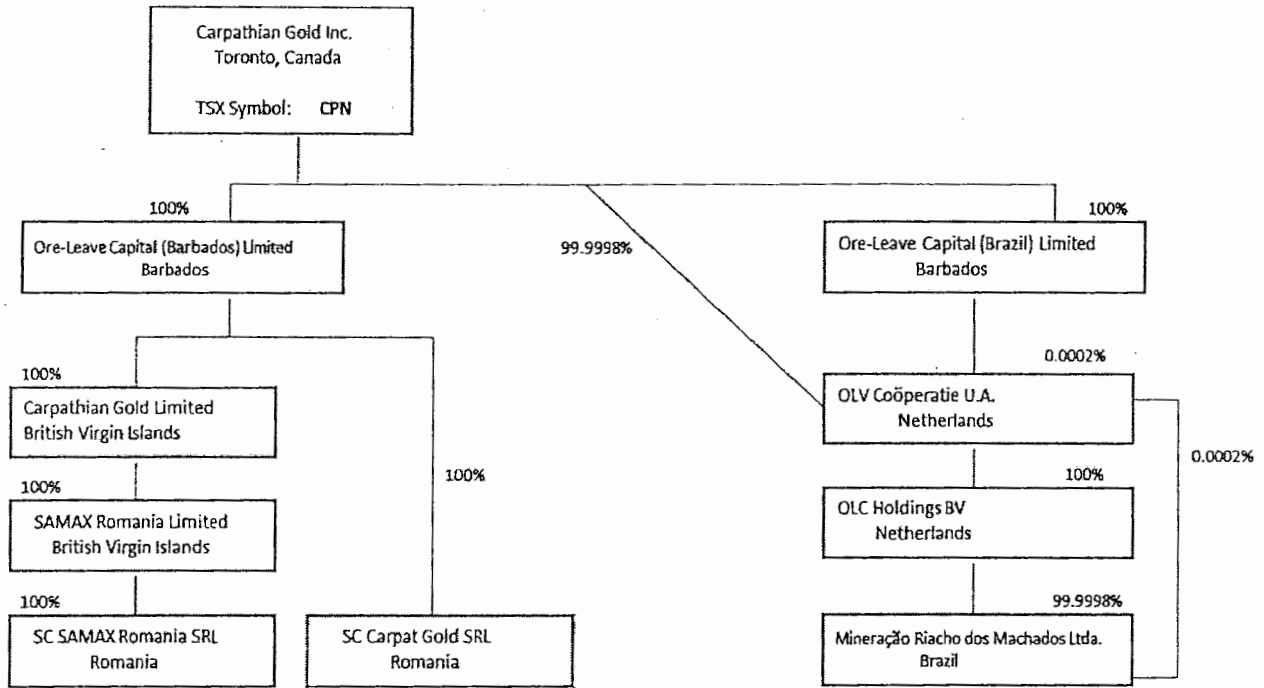 Carpathian Gold Inc.
Toronto, Canada
TSX Symbol: CPN
100%
100%
Ore-Leave Capital (Barbados) Limited
Barbados
99.9998%
Ore-Leave Capital (Brazil) Limited
Barbados
0.0002%
100%
Carpathian Gold Limited
British Virgin Islands
OLV Coöperatie U.A.
Netherlands
100%
0.0002%
100%
100%
SAMAX Romania Limited
British Virgin Islands
OLC Holdings BV
Netherlands
100%
99.9998%
SC SAMAX Romania SRL
Romania
SC Carpat Gold SRL
Romania
Mineração Riacho dos Machados Ltda.
Brazil